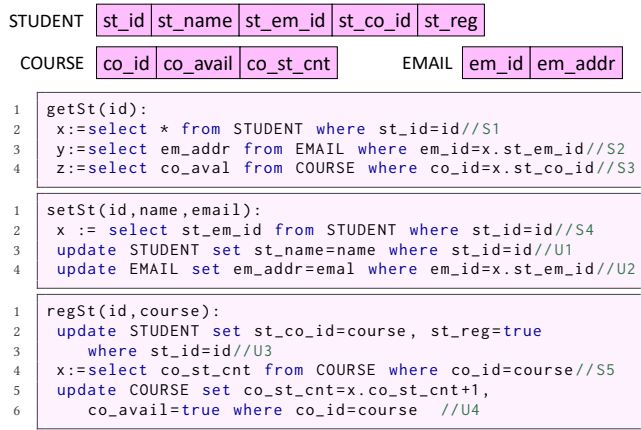 STUDENT st_id st_name st_em_id st_co_id st_reg
COURSE co_id co_avail co_st_cnt EMAIL em_id em_addr
1 getSt(id):
2 x:=select * from STUDENT where st_id=id//S1
3 y:=select em_addr from EMAIL where em_id=x.st_em_id//S2
4 z:=select co_aval from COURSE where co_id=x.st_co_id//S3
1 setSt(id,name,email):
2 x := select st_em_id from STUDENT where st_id=id//S4
3 update STUDENT set st_name=name where st_id=id//U1
4 update EMAIL set em_addr=emal where em_id=x.st_em_id//U2
1 regSt(id,course):
2 update STUDENT set st_co_id=course, st_reg=true
3 where st_id=id//U3
4 x:=select co_st_cnt from COURSE where co_id=course//S5
5 update COURSE set co_st_cnt=x.co_st_cnt+1,
6 co_avail=true where co_id=course //U4